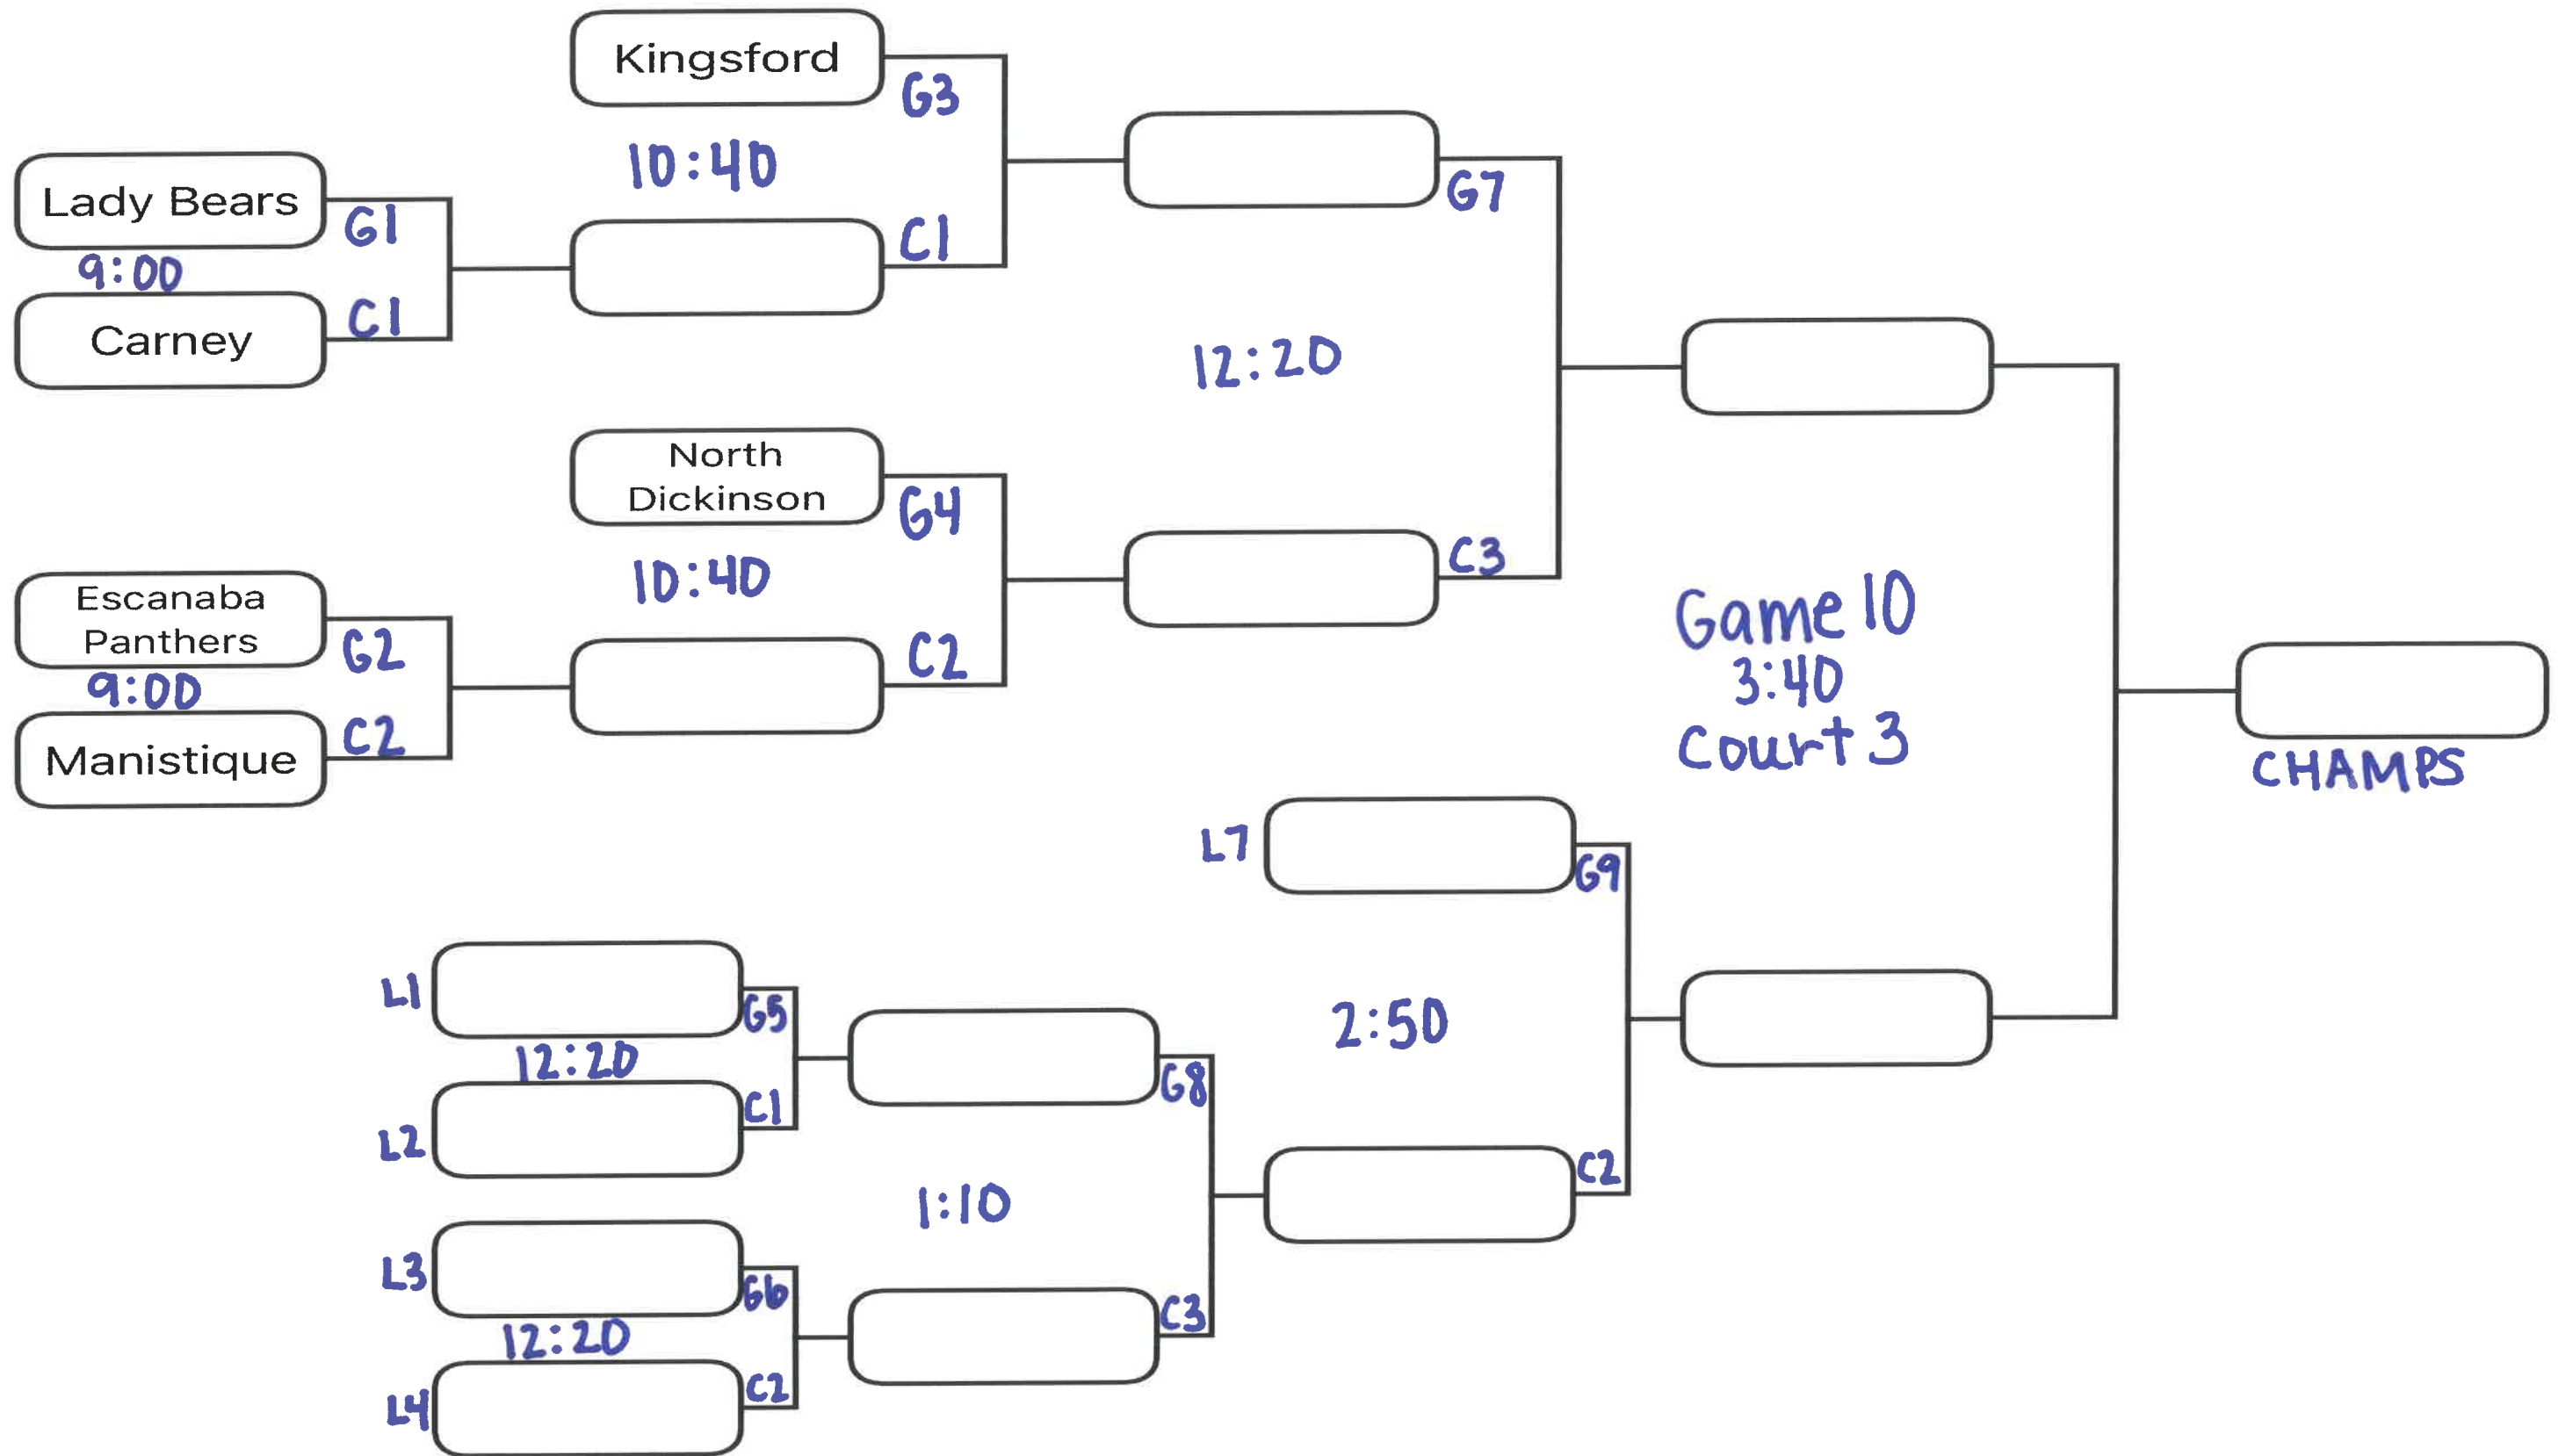 Kingsford
G3
10:40
C1
Lady Bears
G1
9:00
C1
Carney
G7
12:20
C3
North
Dickinson
G4
10:40
C2
Escanaba
Panthers
G2
9:00
C2
Manistique
Game 10
3:40
Court 3
CHAMPS
L7
G9
2:50
C2
L1
G5
12:20
C1
L2
G8
1:10
C3
L3
G6
12:20
C2
L4